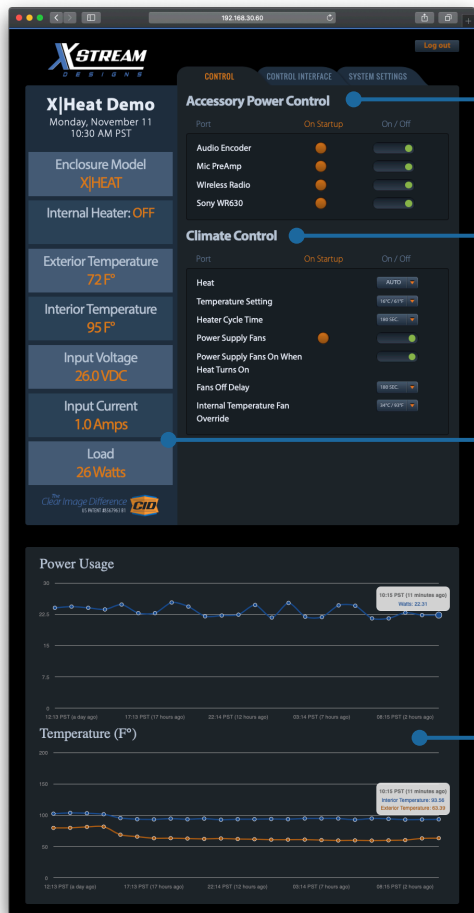 192.168.30.60
XSTREAM
DESIGNS
Log out
CONTROL
CONTROL INTERFACE
SYSTEM SETTINGS
X|Heat Demo
Monday, November 11
10:30 AM PST
Enclosure Model
X|HEAT
Internal Heater: OFF
Exterior Temperature
72 F°
Interior Temperature
95 F°
Input Voltage
26.0 VDC
Input Current
1.0 Amps
Load
26 Watts
The
Clear Image Difference
CID
Accessory Power Control
Port On Startup On / Off
Audio Encoder
Mic PreAmp
Wireless Radio
Sony WR630
Climate Control
Port On Startup On / Off
Heat AUTO
Temperature Setting 16°C / 61°F
Heater Cycle Time 180 SEC.
Power Supply Fans
Power Supply Fans On When
Heat Turns On
Fans Off Delay 180 SEC.
Internal Temperature Fan
Override
Power Usage
30
22.5
15
7.5
0
10:15 PST (11 minutes ago)
Watts: 22.31
12:13 PST (a day ago) 17:13 PST (17 hours ago) 22:14 PST (12 hours ago) 03:14 PST (7 hours ago) 08:15 PST (2 hours ago)
Temperature (F°)
200
150
100
50
0
10:15 PST (11 minutes ago)
Interior Temperature: 93.56
Exterior Temperature: 63.39
12:13 PST (a day ago) 17:13 PST (17 hours ago) 22:14 PST (12 hours ago) 03:14 PST (7 hours ago) 08:15 PST (2 hours ago)